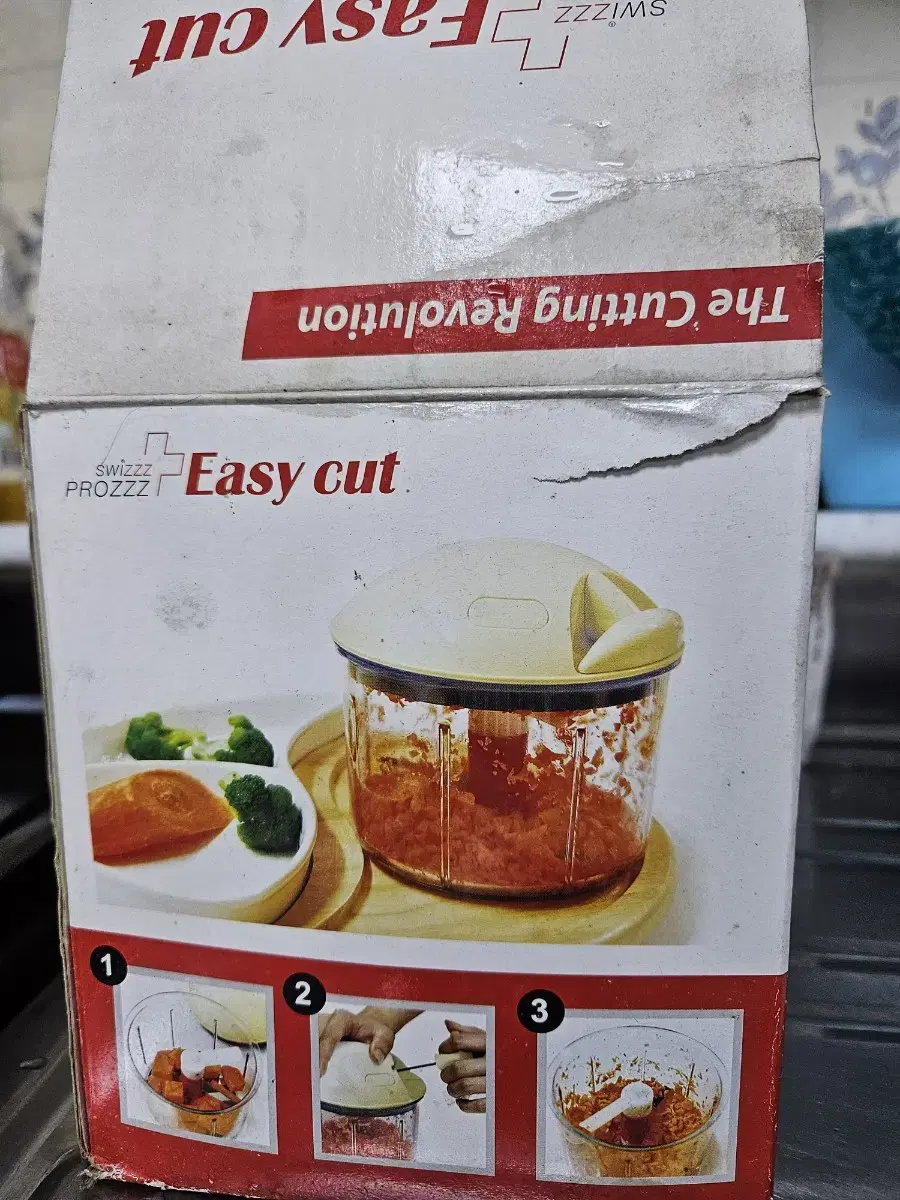 SWIZZZ
Easy cut
The Cutting Revolution
SWIZZZ
PROZZZ
Easy cut
1
2
3